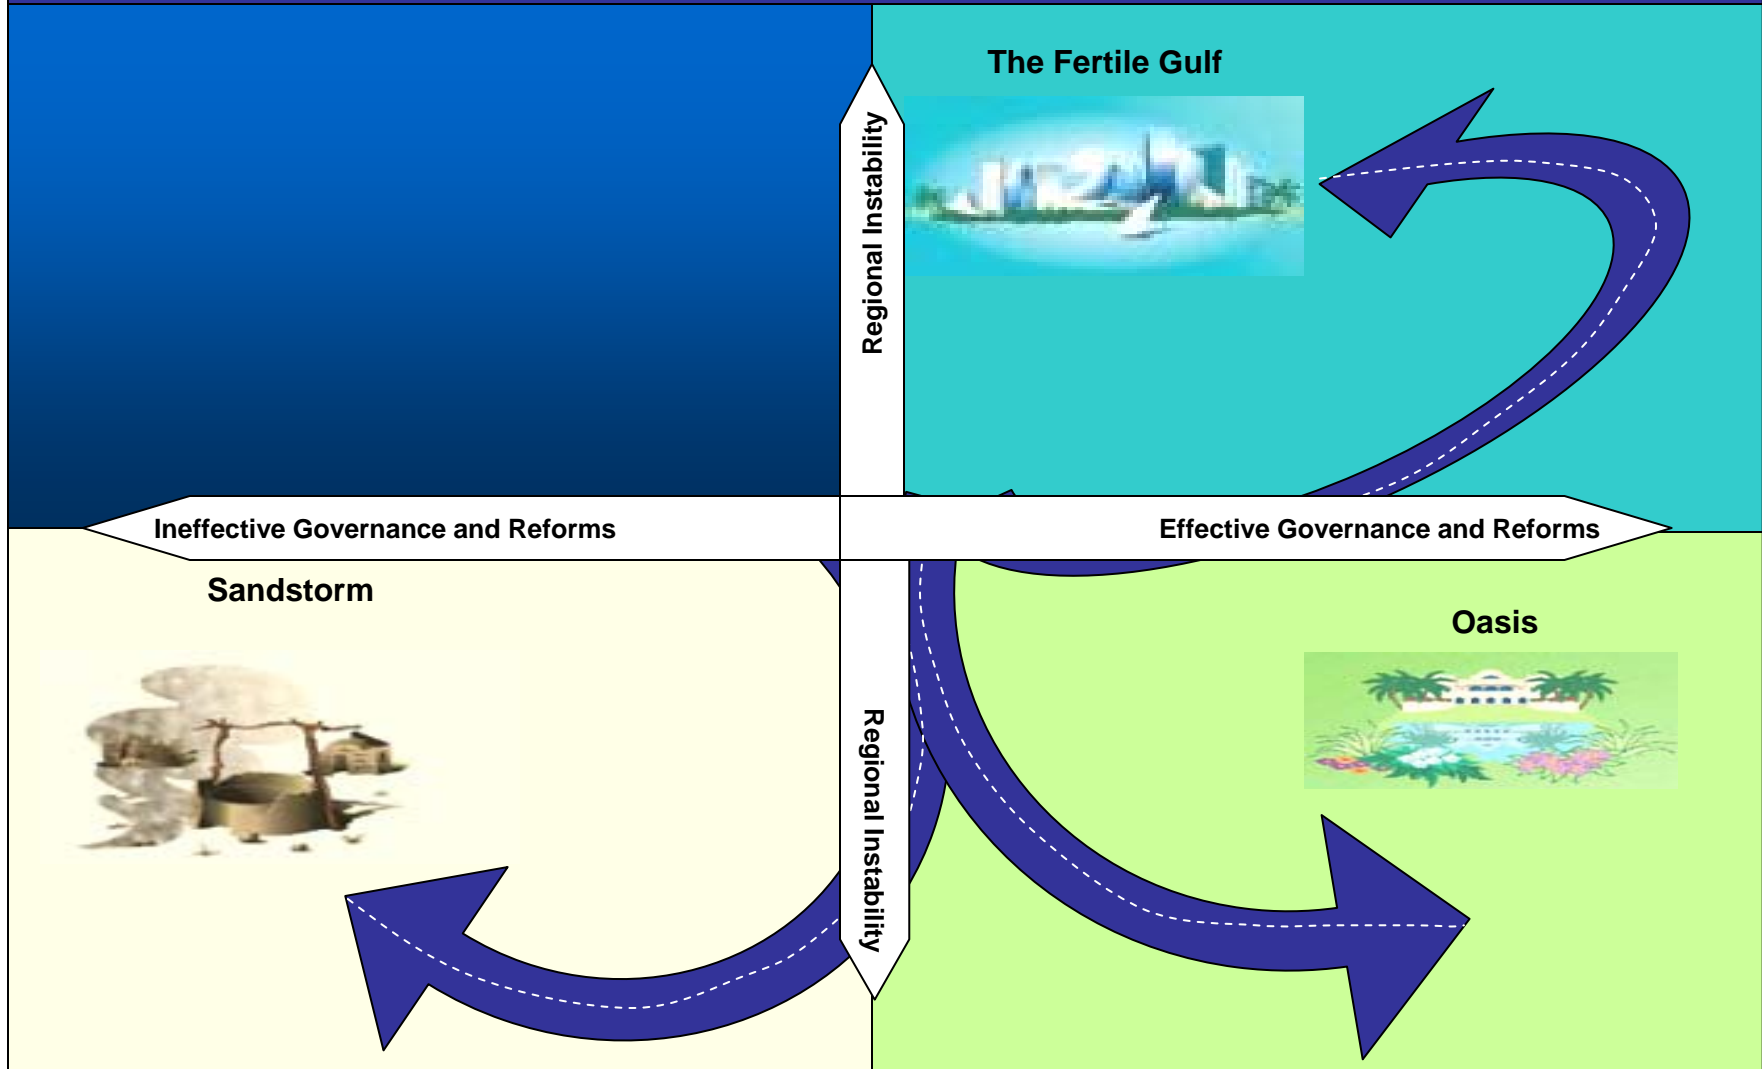 The Fertile Gulf
Regional Instability
Ineffective Governance and Reforms
Effective Governance and Reforms
Sandstorm
Oasis
Regional Instability